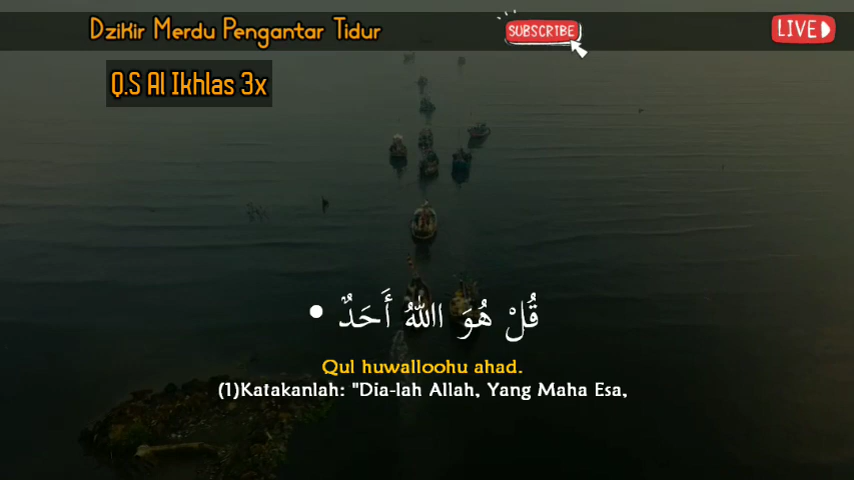 Dzikir Merdu Pengantar Tidur
SUBSCRIBE
LIVE
Q.S Al Ikhlas 3x
قُلْ هُوَ اللّٰهُ أَحَدٌ •
Qul huwalloohu ahad.
(1)Katakanlah: "Dia-lah Allah, Yang Maha Esa,